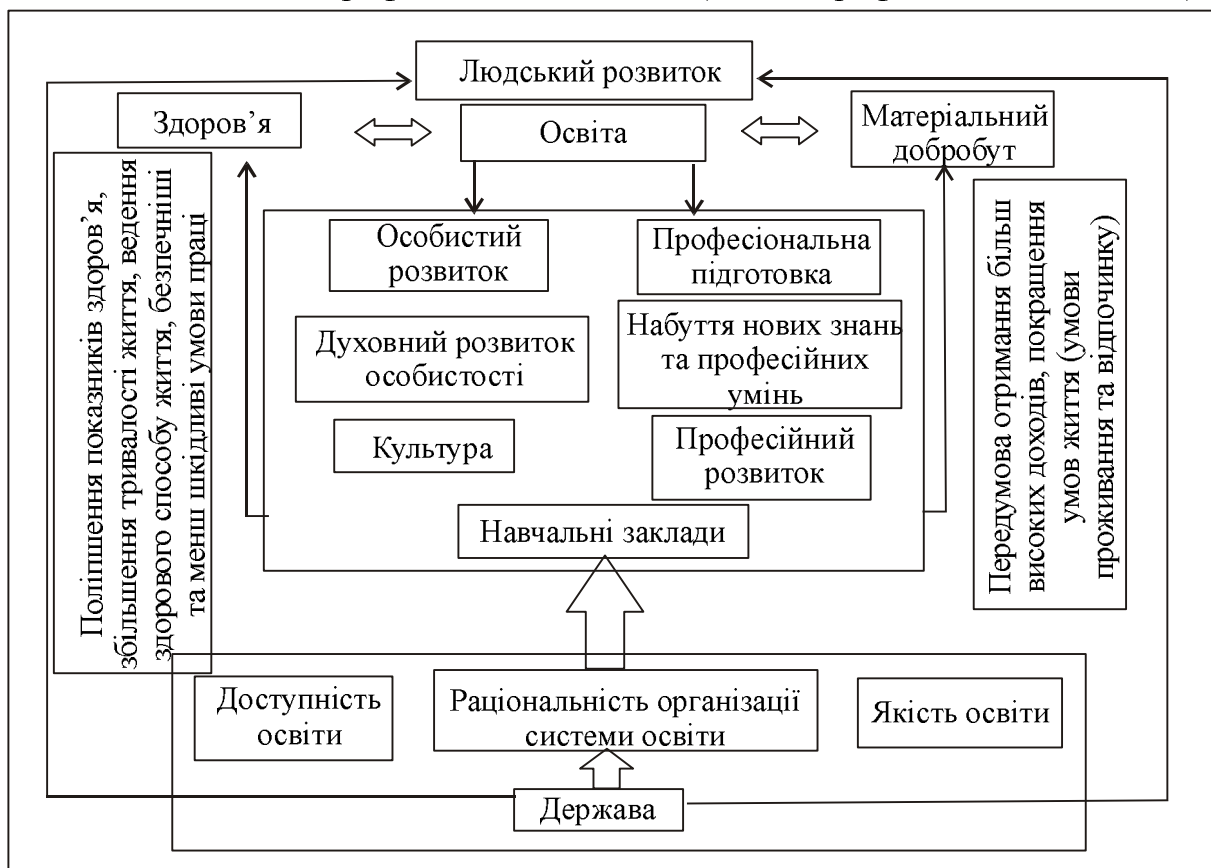 Людський розвиток
Здоров’я
Освіта
Матеріальний
добробут
Поліпшення показників здоров’я,
збільшення тривалості життя, ведення
здорового способу життя, безпечніші
та менш шкідливі умови праці
Особистий
розвиток
Професіональна
підготовка
Духовний розвиток
особистості
Набуття нових знань
та професійних
умінь
Культура
Професійний
розвиток
Навчальні заклади
Передумова отримання більш
високих доходів, покращення
умов життя (умови
проживання та відпочинку)
Доступність
освіти
Раціональність організації
системи освіти
Якість освіти
Держава